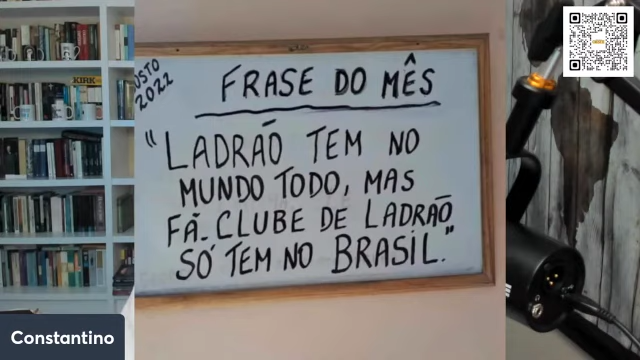 KIRK
OSTO
2022
FRASE DO MÊS
"LADRÃO TEM NO
MUNDO TODO, MAS
FÃ-CLUBE DE LADRÃO
SÓ TEM NO BRASIL."
Constantino